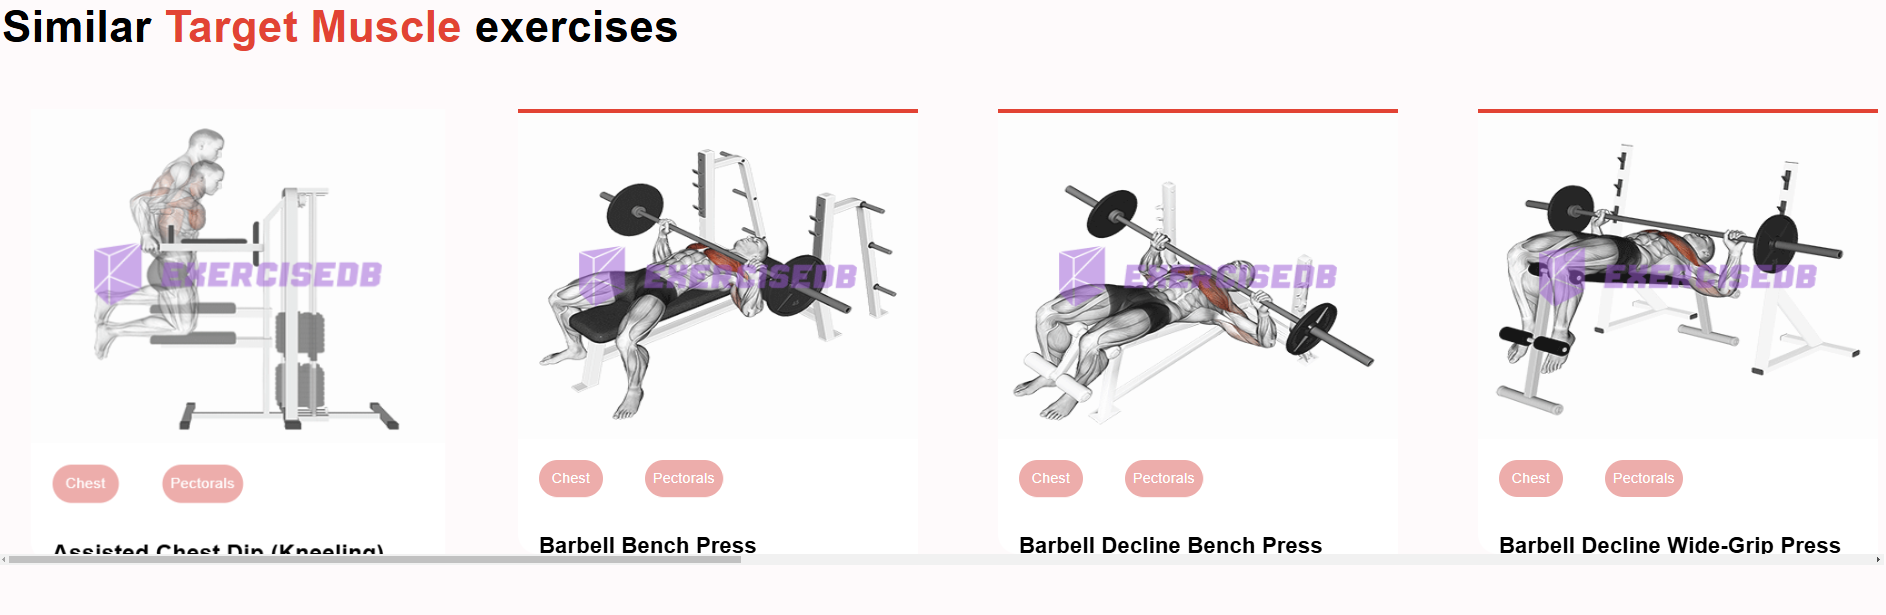 Similar Target Muscle exercises
EXERCISEDB
EXERCISEDB
EXERCISEDB
EXERCISEDB
Chest Pectorals
Chest Pectorals
Chest Pectorals
Chest Pectorals
Assisted Chest Dip (Kneeling)
Barbell Bench Press
Barbell Decline Bench Press
Barbell Decline Wide-Grip Press